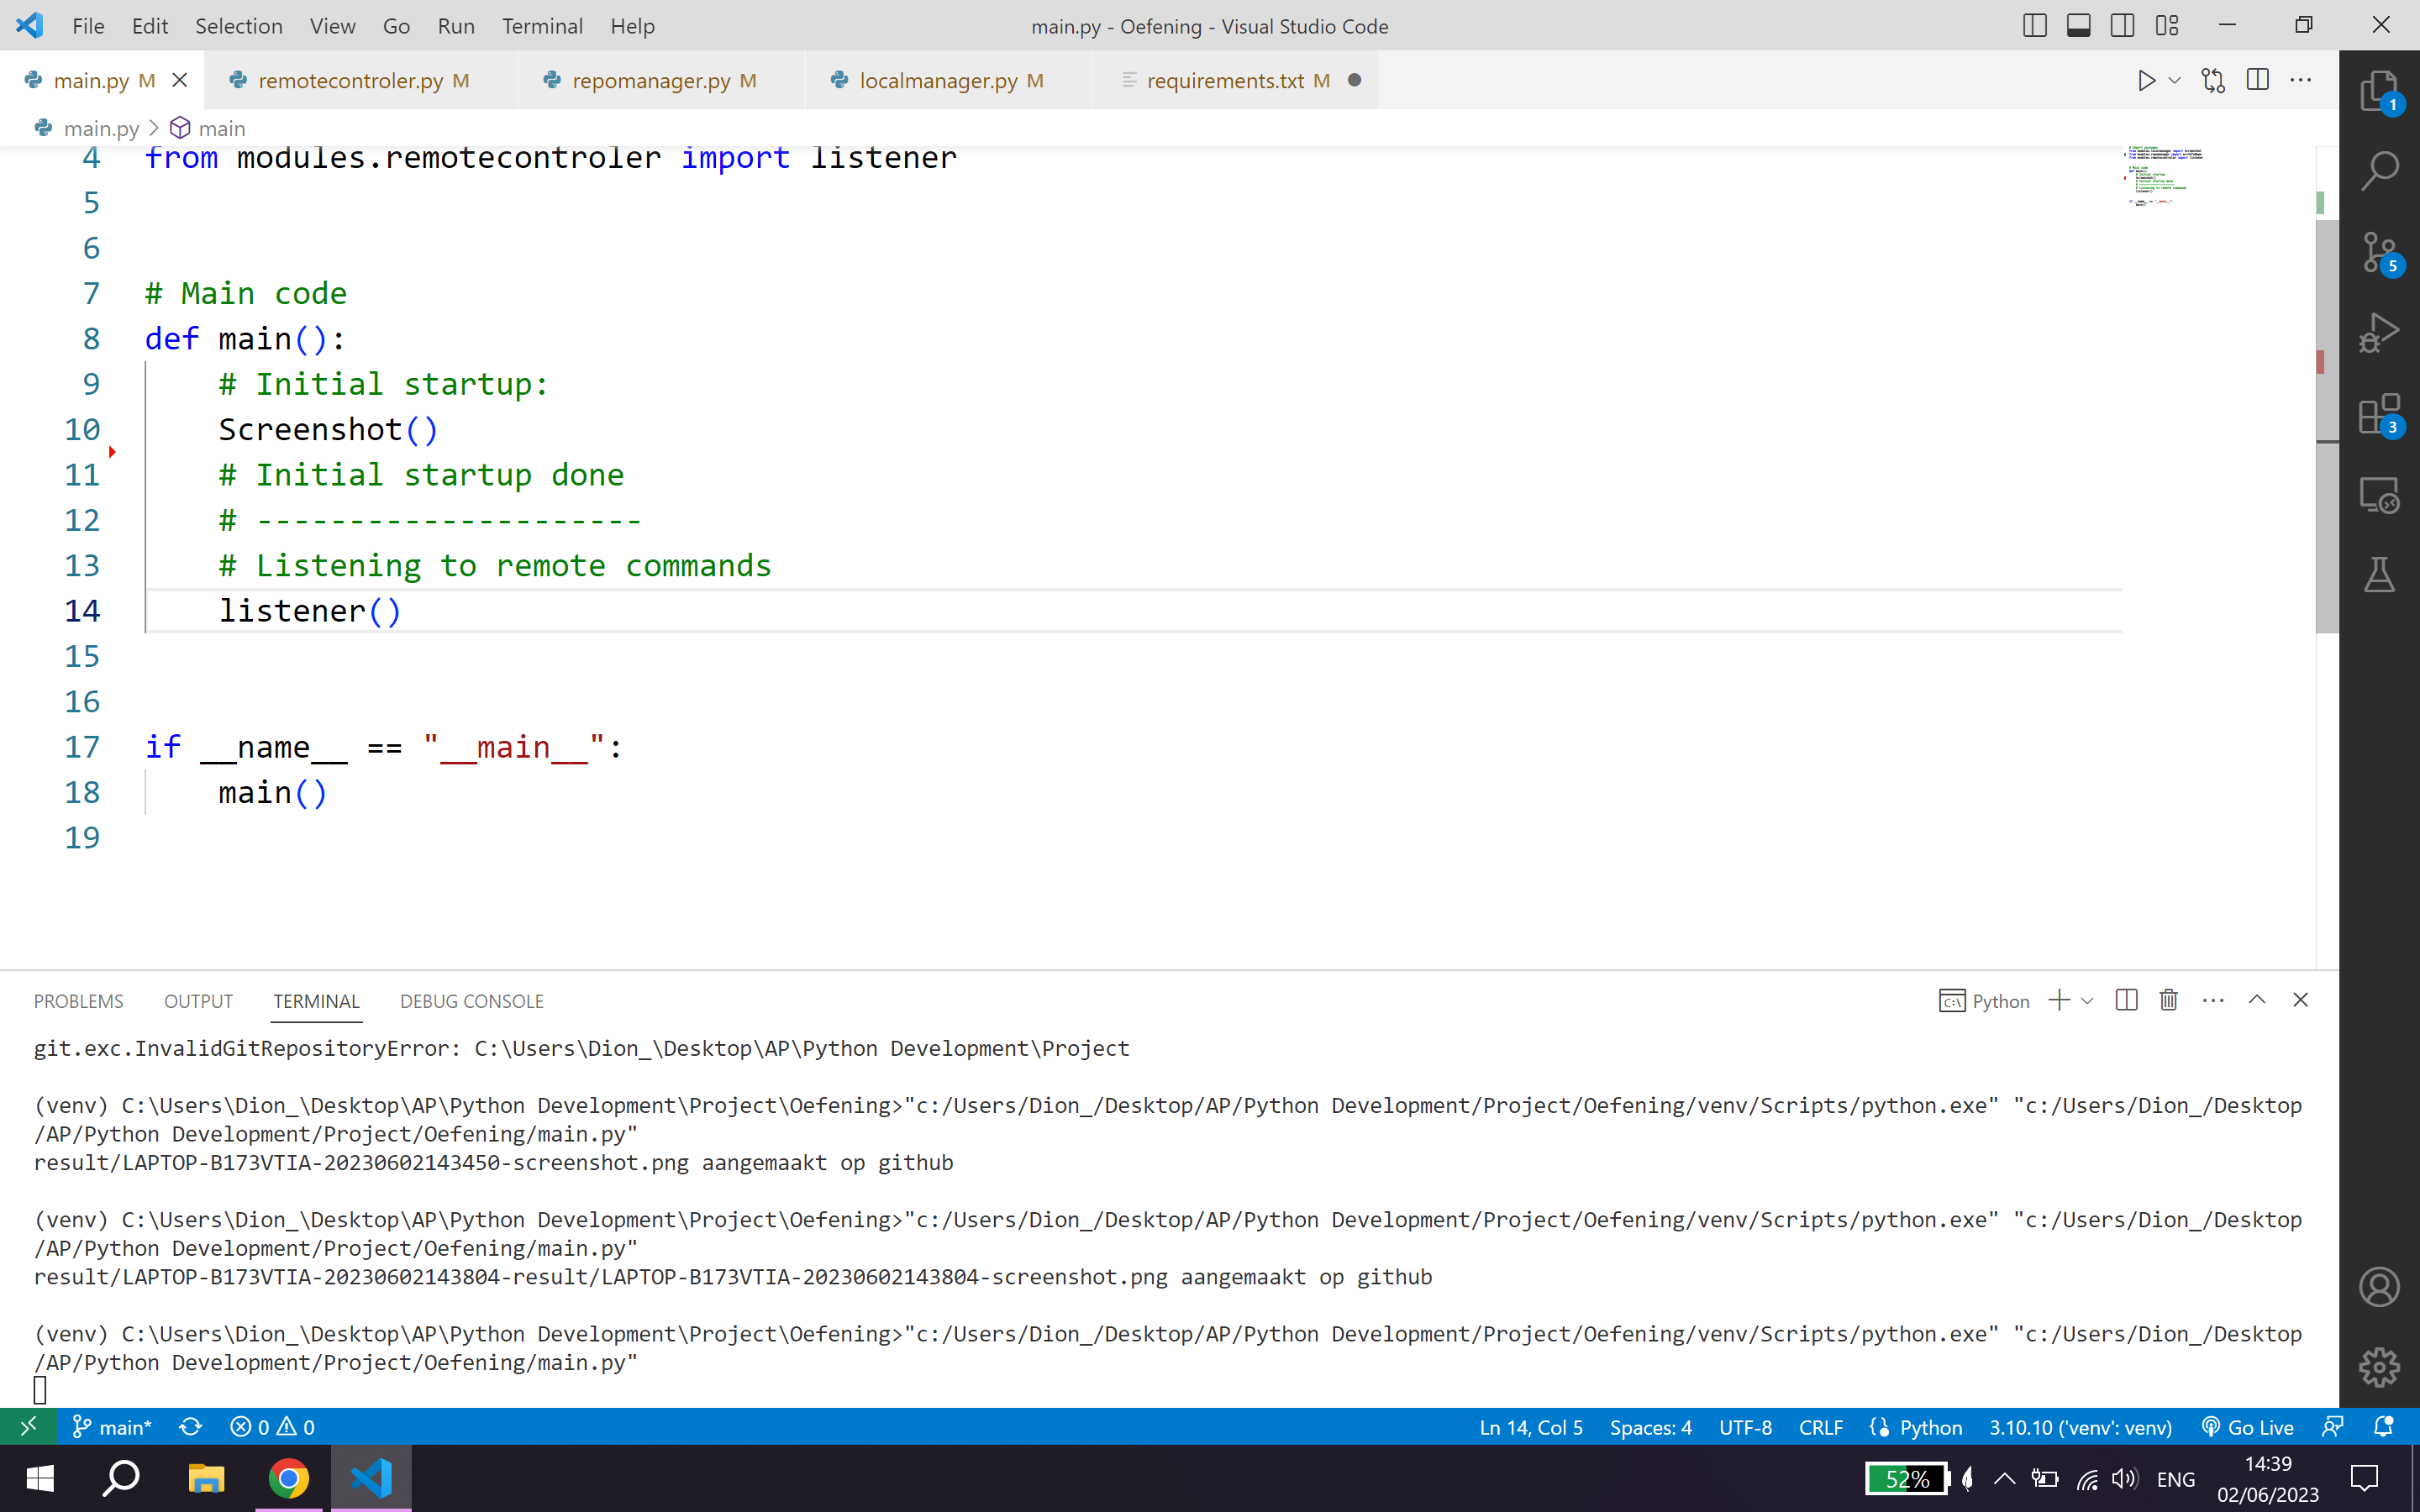 File Edit Selection View Go Run Terminal Help main.py - Oefening - Visual Studio Code
main.py M remotecontroler.py M repomanager.py M localmanager.py M requirements.txt M
main.py > main
4 from modules.remotecontroler import listener
5
6
7 # Main code
8 def main():
9 # Initial startup:
10 Screenshot()
11 # Initial startup done
12 # ---------------------
13 # Listening to remote commands
14 listener()
15
16
17 if __name__ == "__main__":
18 main()
19
1
5
3
PROBLEMS OUTPUT TERMINAL DEBUG CONSOLE Python
git.exc.InvalidGitRepositoryError: C:\Users\Dion_\Desktop\AP\Python Development\Project
(venv) C:\Users\Dion_\Desktop\AP\Python Development\Project\Oefening>"c:/Users/Dion_/Desktop/AP/Python Development/Project/Oefening/venv/Scripts/python.exe" "c:/Users/Dion_/Desktop
/AP/Python Development/Project/Oefening/main.py"
result/LAPTOP-B173VTIA-20230602143450-screenshot.png aangemaakt op github
(venv) C:\Users\Dion_\Desktop\AP\Python Development\Project\Oefening>"c:/Users/Dion_/Desktop/AP/Python Development/Project/Oefening/venv/Scripts/python.exe" "c:/Users/Dion_/Desktop
/AP/Python Development/Project/Oefening/main.py"
result/LAPTOP-B173VTIA-20230602143804-result/LAPTOP-B173VTIA-20230602143804-screenshot.png aangemaakt op github
(venv) C:\Users\Dion_\Desktop\AP\Python Development\Project\Oefening>"c:/Users/Dion_/Desktop/AP/Python Development/Project/Oefening/venv/Scripts/python.exe" "c:/Users/Dion_/Desktop
/AP/Python Development/Project/Oefening/main.py"
main* 0 0 Ln 14, Col 5 Spaces: 4 UTF-8 CRLF Python 3.10.10 ('venv': venv) Go Live
52% ENG 14:39
02/06/2023